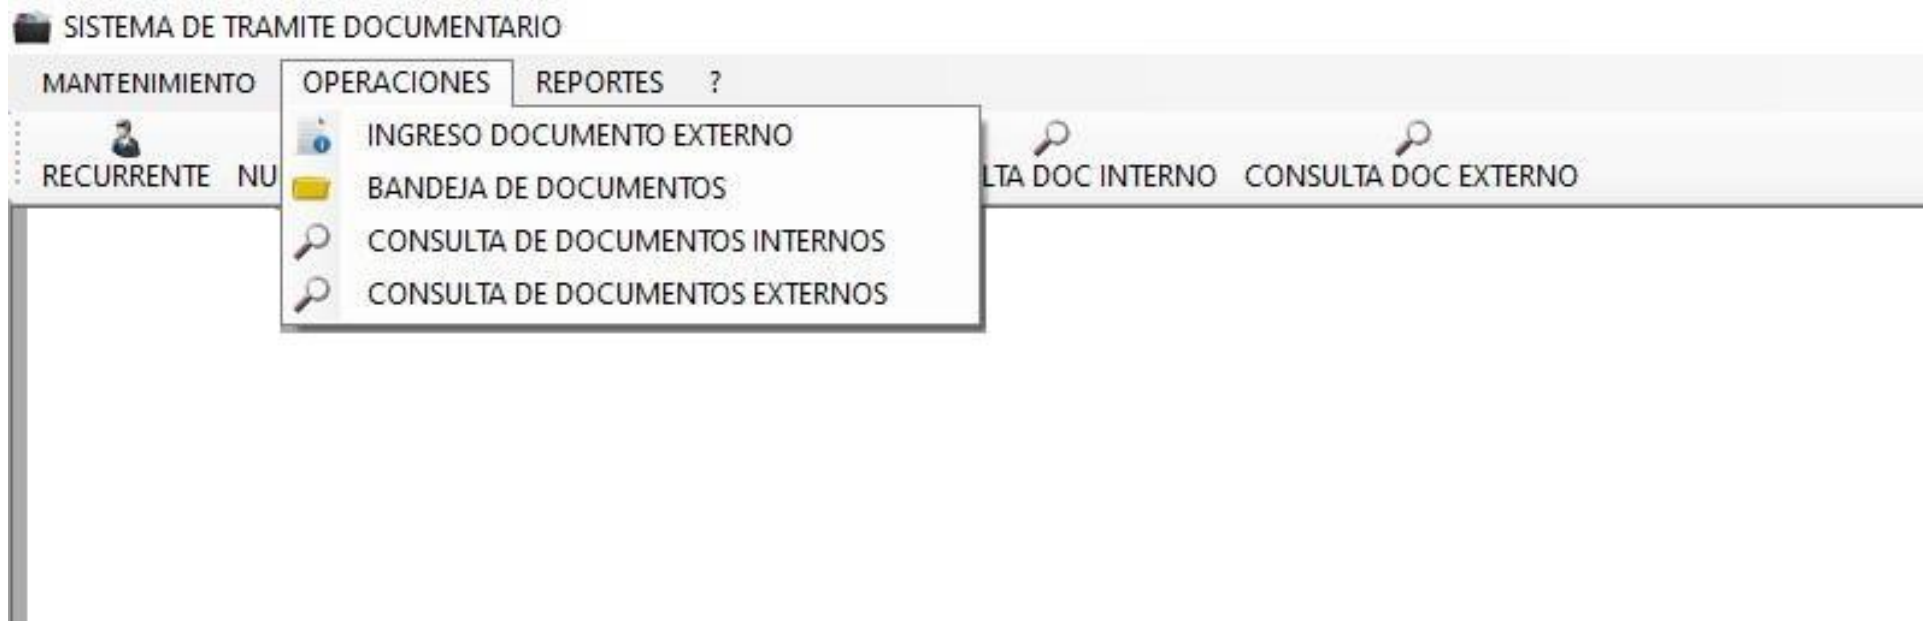 SISTEMA DE TRAMITE DOCUMENTARIO
MANTENIMIENTO OPERACIONES REPORTES ?
INGRESO DOCUMENTO EXTERNO
RECURRENTE NU LTA DOC INTERNO CONSULTA DOC EXTERNO
BANDEJA DE DOCUMENTOS
CONSULTA DE DOCUMENTOS INTERNOS
CONSULTA DE DOCUMENTOS EXTERNOS